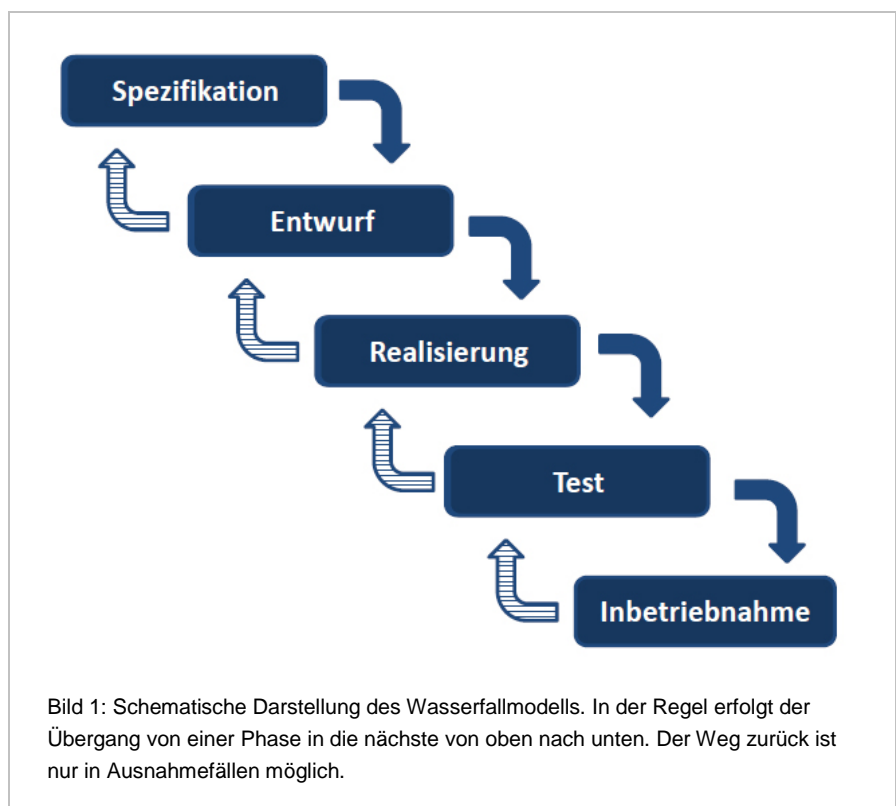 Spezifikation
Entwurf
Realisierung
Test
Inbetriebnahme
Bild 1: Schematische Darstellung des Wasserfallmodells. In der Regel erfolgt der
Übergang von einer Phase in die nächste von oben nach unten. Der Weg zurück ist
nur in Ausnahmefällen möglich.